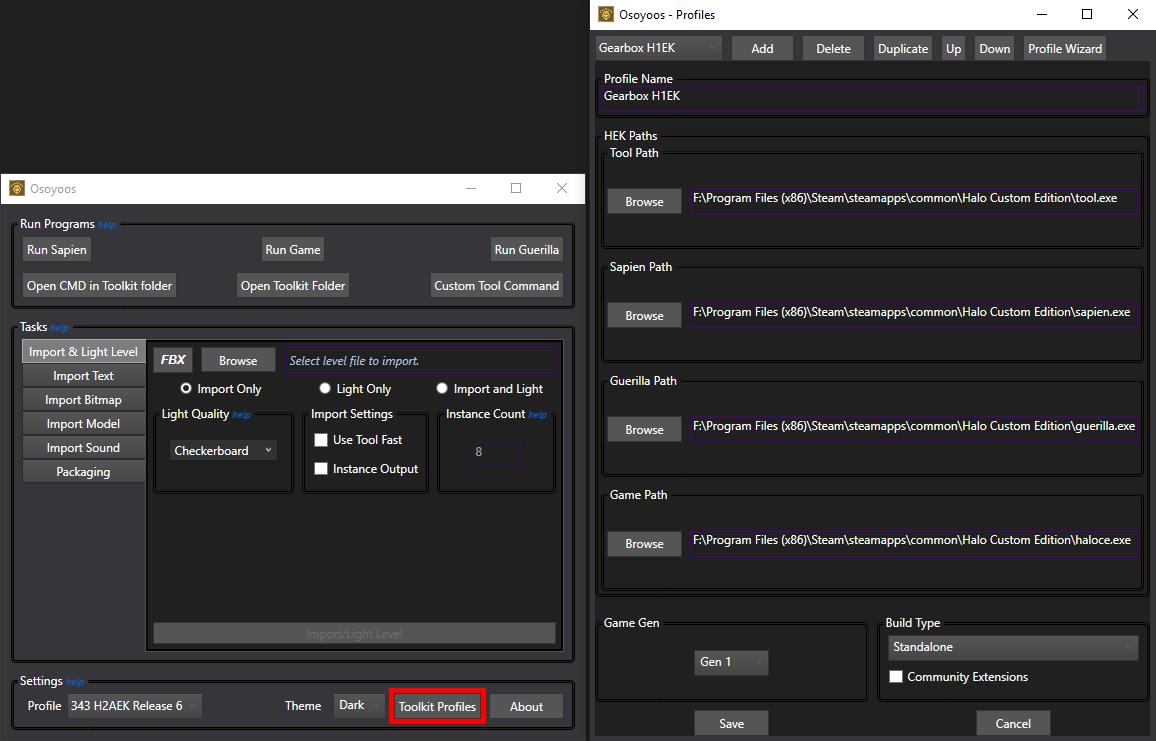 Osoyoos
Run Programs help
Run Sapien Run Game Run Guerilla
Open CMD in Toolkit folder Open Toolkit Folder Custom Tool Command
Tasks help
Import & Light Level
Import Text
Import Bitmap
Import Model
Import Sound
Packaging
FBX Browse Select level file to import.
Import Only Light Only Import and Light
Light Quality help
Checkerboard
Import Settings
Use Tool Fast
Instance Output
Instance Count help
8
Import/Light Level
Settings help
Profile 343 H2AEK Release 6 Theme Dark Toolkit Profiles About
Osoyoos - Profiles
Gearbox H1EK Add Delete Duplicate Up Down Profile Wizard
Profile Name
Gearbox H1EK
HEK Paths
Tool Path
Browse F:\Program Files (x86)\Steam\steamapps\common\Halo Custom Edition\tool.exe
Sapien Path
Browse F:\Program Files (x86)\Steam\steamapps\common\Halo Custom Edition\sapien.exe
Guerilla Path
Browse F:\Program Files (x86)\Steam\steamapps\common\Halo Custom Edition\guerilla.exe
Game Path
Browse F:\Program Files (x86)\Steam\steamapps\common\Halo Custom Edition\haloce.exe
Game Gen
Gen 1
Build Type
Standalone
Community Extensions
Save Cancel